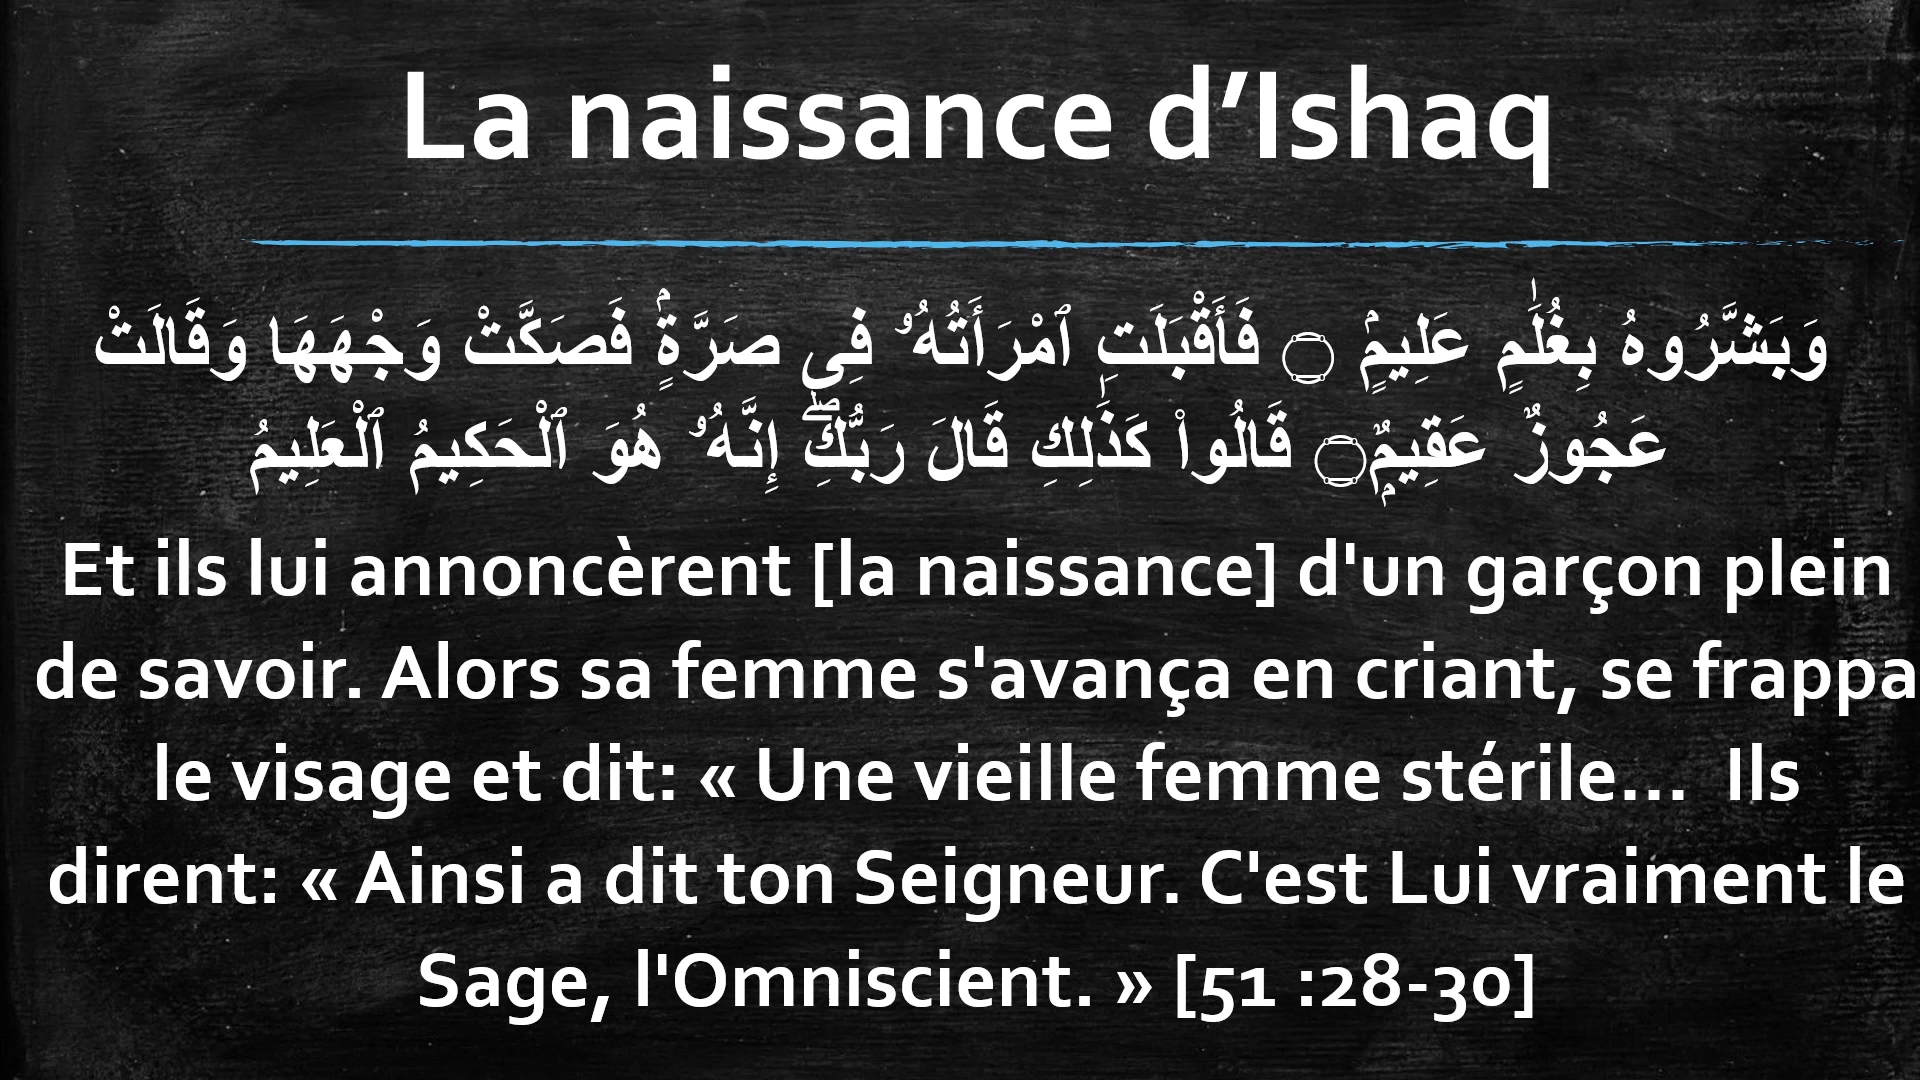 La naissance d’Ishaq
وَبَشَّرُوهُ بِغُلَٰمٍ عَلِيمٍۢ ۝ فَأَقْبَلَتِ ٱمْرَأَتُهُۥ فِى صَرَّةٍۢ فَصَكَّتْ وَجْهَهَا وَقَالَتْ
عَجُوزٌ عَقِيمٌۭ۝ قَالُوا۟ كَذَٰلِكِ قَالَ رَبُّكِ ۖ إِنَّهُۥ هُوَ ٱلْحَكِيمُ ٱلْعَلِيمُ
Et ils lui annoncèrent [la naissance] d'un garçon plein
de savoir. Alors sa femme s'avança en criant, se frappa
le visage et dit: « Une vieille femme stérile...  Ils
dirent: « Ainsi a dit ton Seigneur. C'est Lui vraiment le
Sage, l'Omniscient. » [51 :28-30]